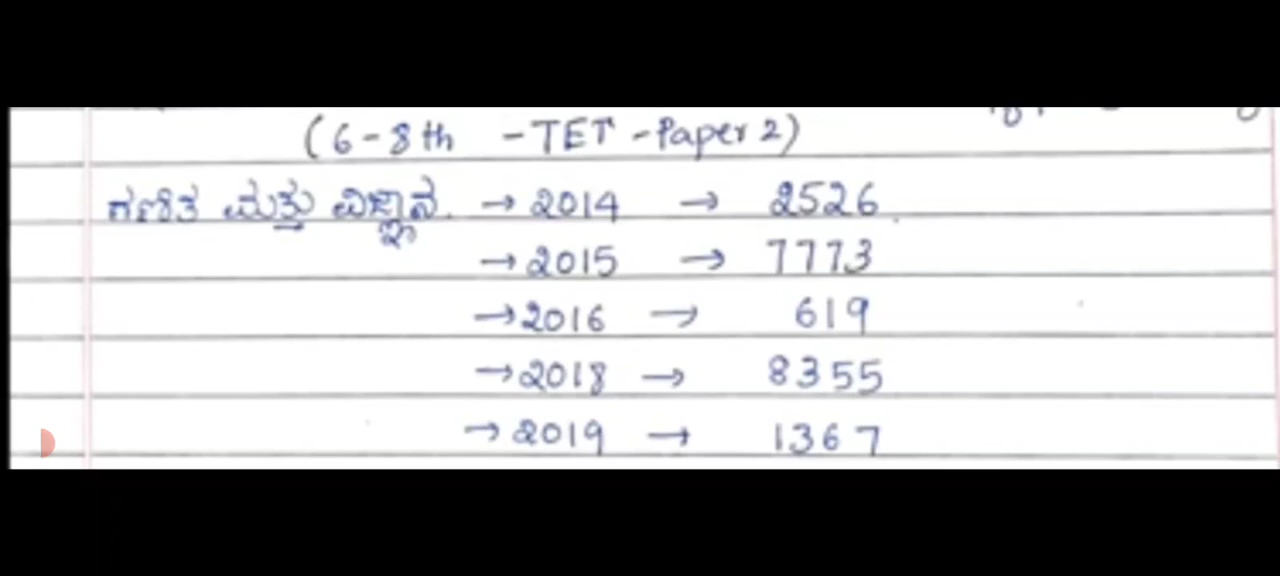 (6-8th - TET - Paper 2)
ಗಣಿತ ಮತ್ತು ವಿಜ್ಞಾನ. → 2014 → 2526
→ 2015 → 7773
→ 2016 → 619
→ 2018 → 8355
→ 2019 → 1367